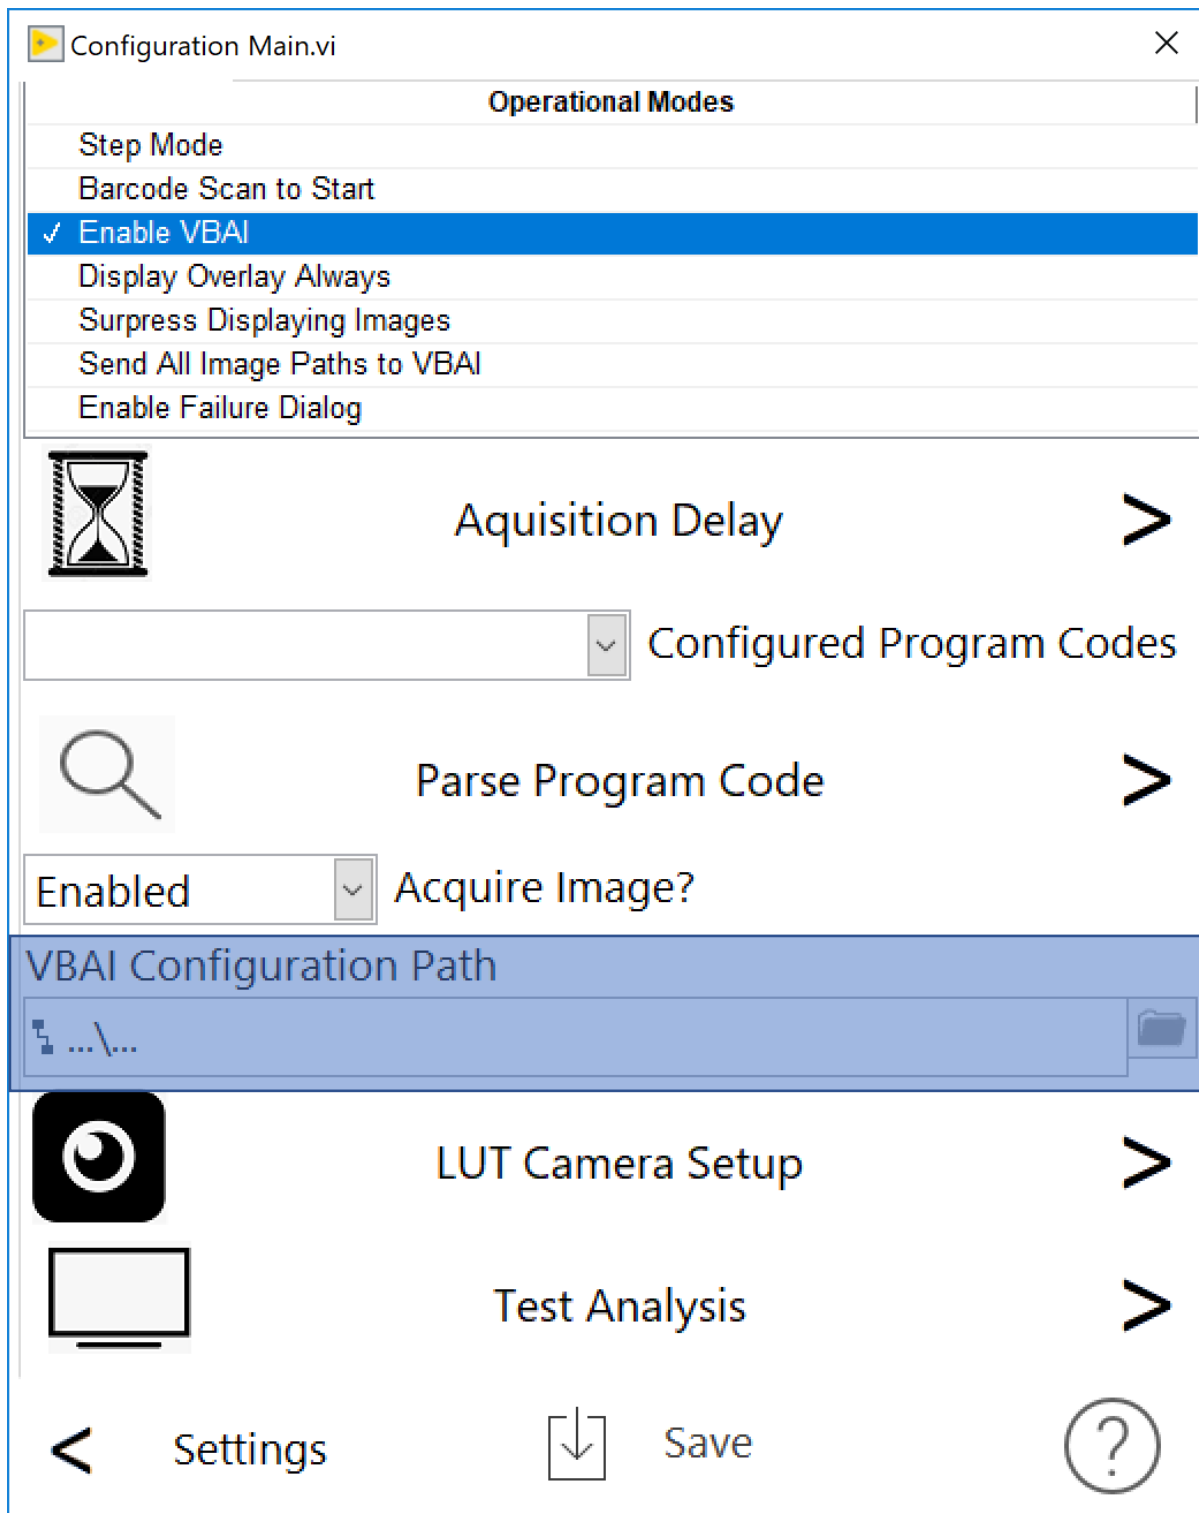 Configuration Main.vi
Operational Modes
Step Mode
Barcode Scan to Start
✓ Enable VBAI
Display Overlay Always
Surpress Displaying Images
Send All Image Paths to VBAI
Enable Failure Dialog
Aquisition Delay >
Configured Program Codes
Parse Program Code >
Enabled Acquire Image?
VBAI Configuration Path
...\...
LUT Camera Setup >
Test Analysis >
< Settings Save ?